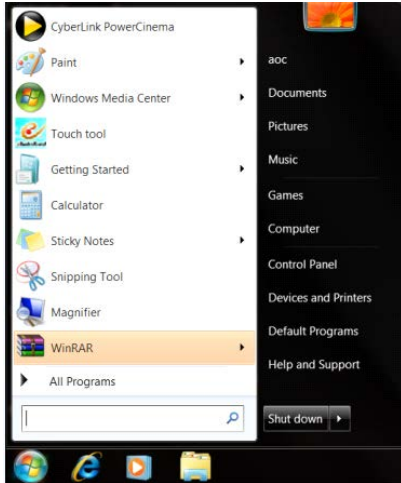 CyberLink PowerCinema
Paint
Windows Media Center
Touch tool
Getting Started
Calculator
Sticky Notes
Snipping Tool
Magnifier
WinRAR
All Programs
aoc
Documents
Pictures
Music
Games
Computer
Control Panel
Devices and Printers
Default Programs
Help and Support
Shut down